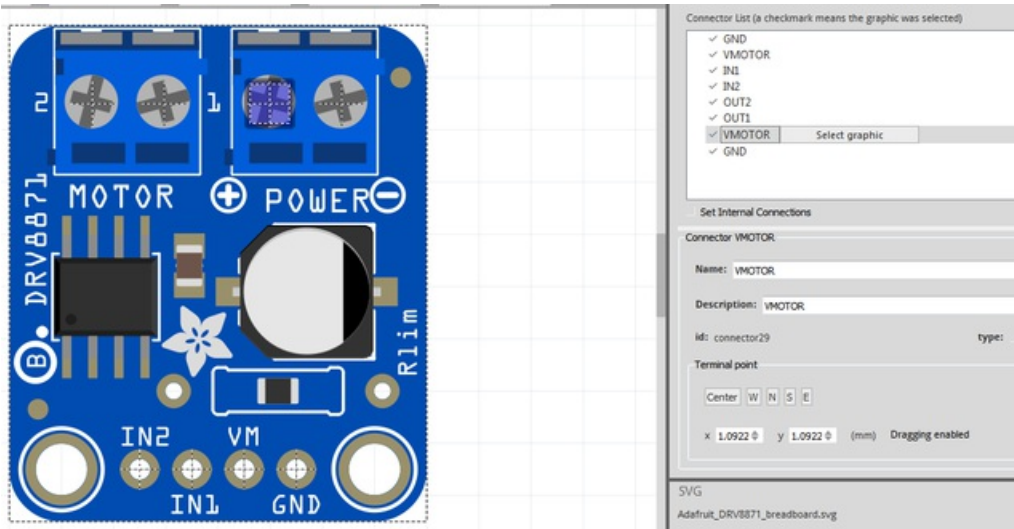 2
1
MOTOR
+ POWER -
DRV8871
B
Rlim
IN2
VM
IN1
GND
Connector List (a checkmark means the graphic was selected)
GND
VMOTOR
IN1
IN2
OUT2
OUT1
VMOTOR Select graphic
GND
Set Internal Connections
Connector VMOTOR
Name: VMOTOR
Description: VMOTOR
id: connector29 type:
Terminal point
Center W N S E
x 1.0922 y 1.0922 (mm) Dragging enabled
SVG
Adafruit_DRV8871_breadboard.svg